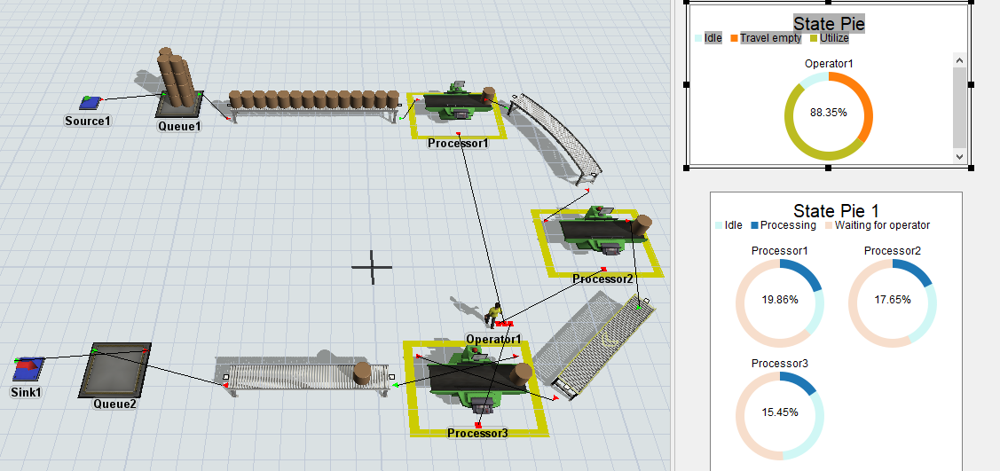 State Pie
Idle Travel empty Utilize
Operator1
88.35%
Source1
Queue1
Processor1
Processor2
Operator1
Sink1
Queue2
Processor3
State Pie 1
Idle Processing Waiting for operator
Processor1 Processor2
19.86% 17.65%
Processor3
15.45%